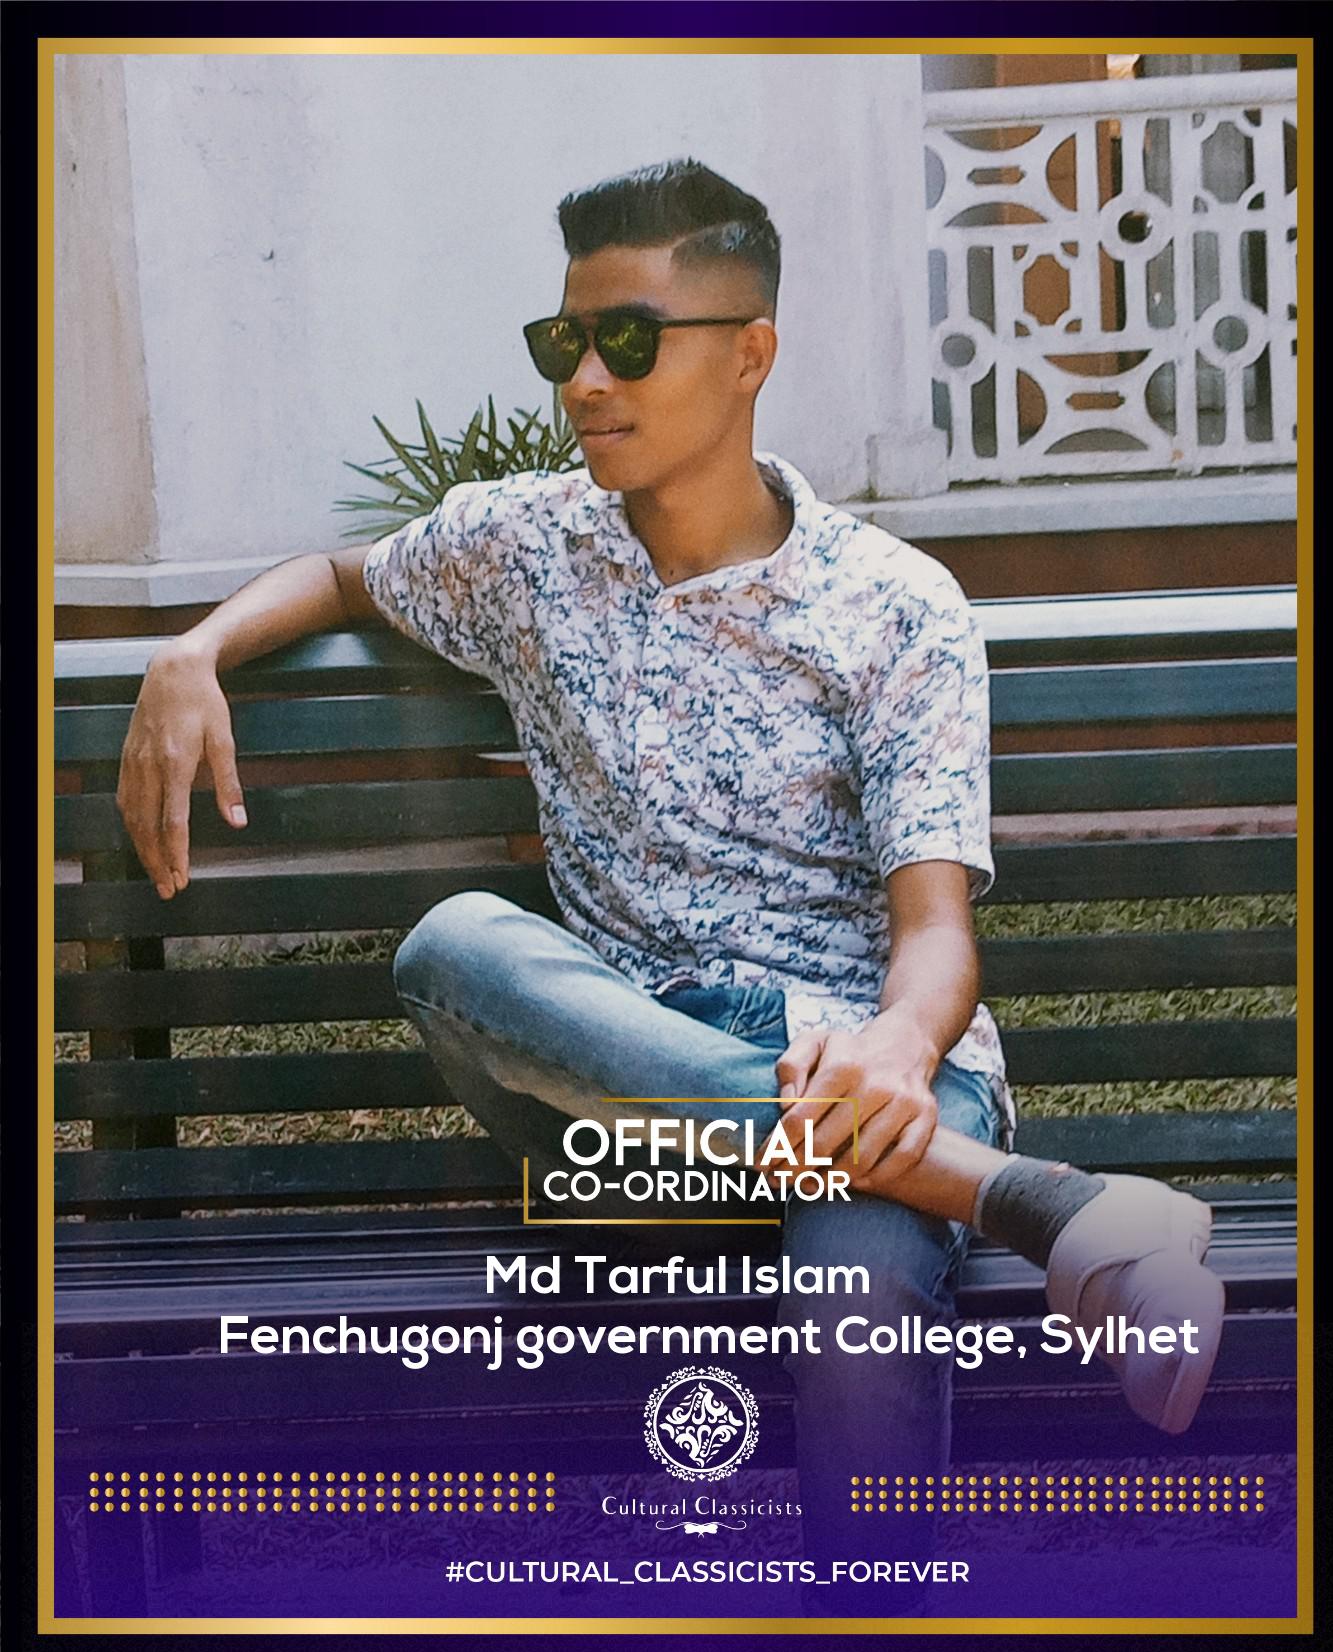 OFFICIAL
CO-ORDINATOR
Md Tarful Islam
Fenchugonj government College, Sylhet
Cultural Classicists
#CULTURAL_CLASSICISTS_FOREVER